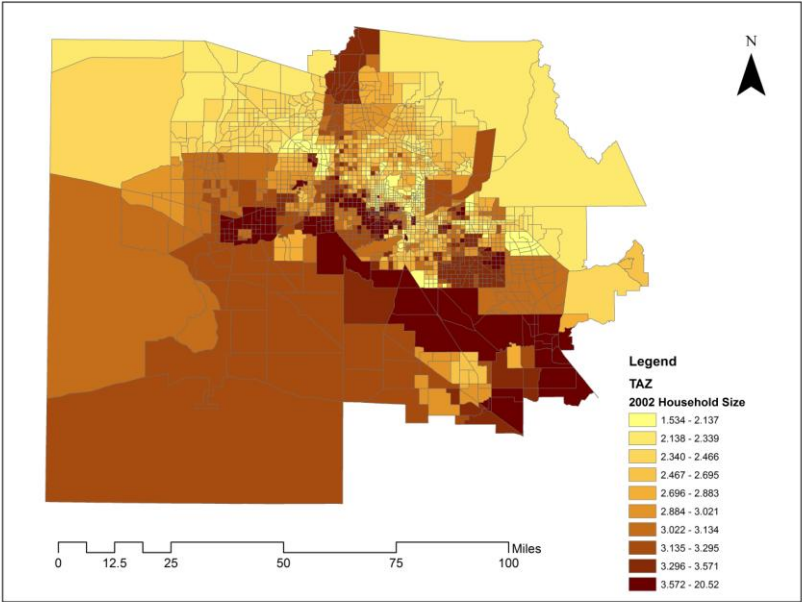 N
Legend
TAZ
2002 Household Size
1.534 - 2.137
2.138 - 2.339
2.340 - 2.466
2.467 - 2.695
2.696 - 2.883
2.884 - 3.021
3.022 - 3.134
3.135 - 3.295
3.296 - 3.571
3.572 - 20.52
Miles
0 12.5 25 50 75 100